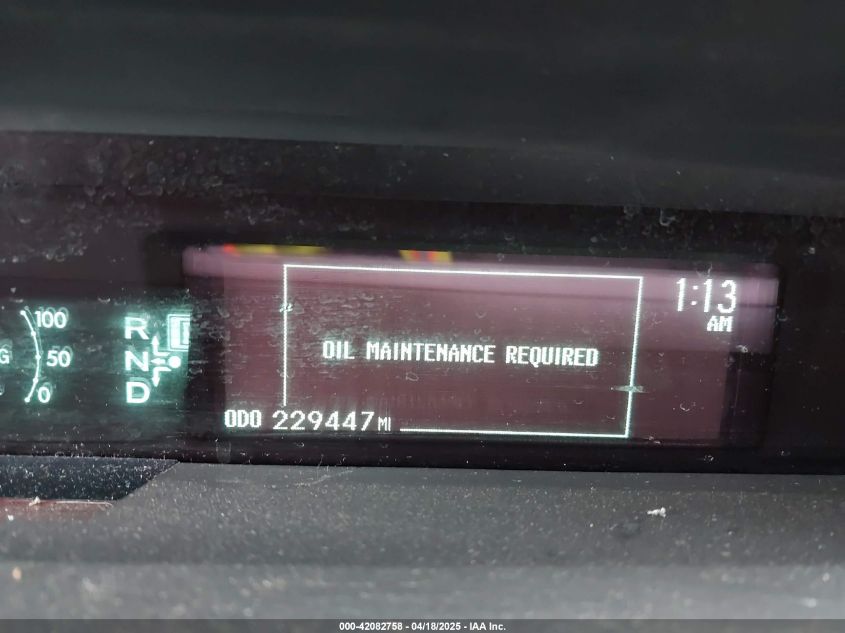 1:13
AM
100
50
0
G
R
N
D
OIL MAINTENANCE REQUIRED
ODO 229447 MI
000-42082758 - 04/18/2025 - IAA Inc.